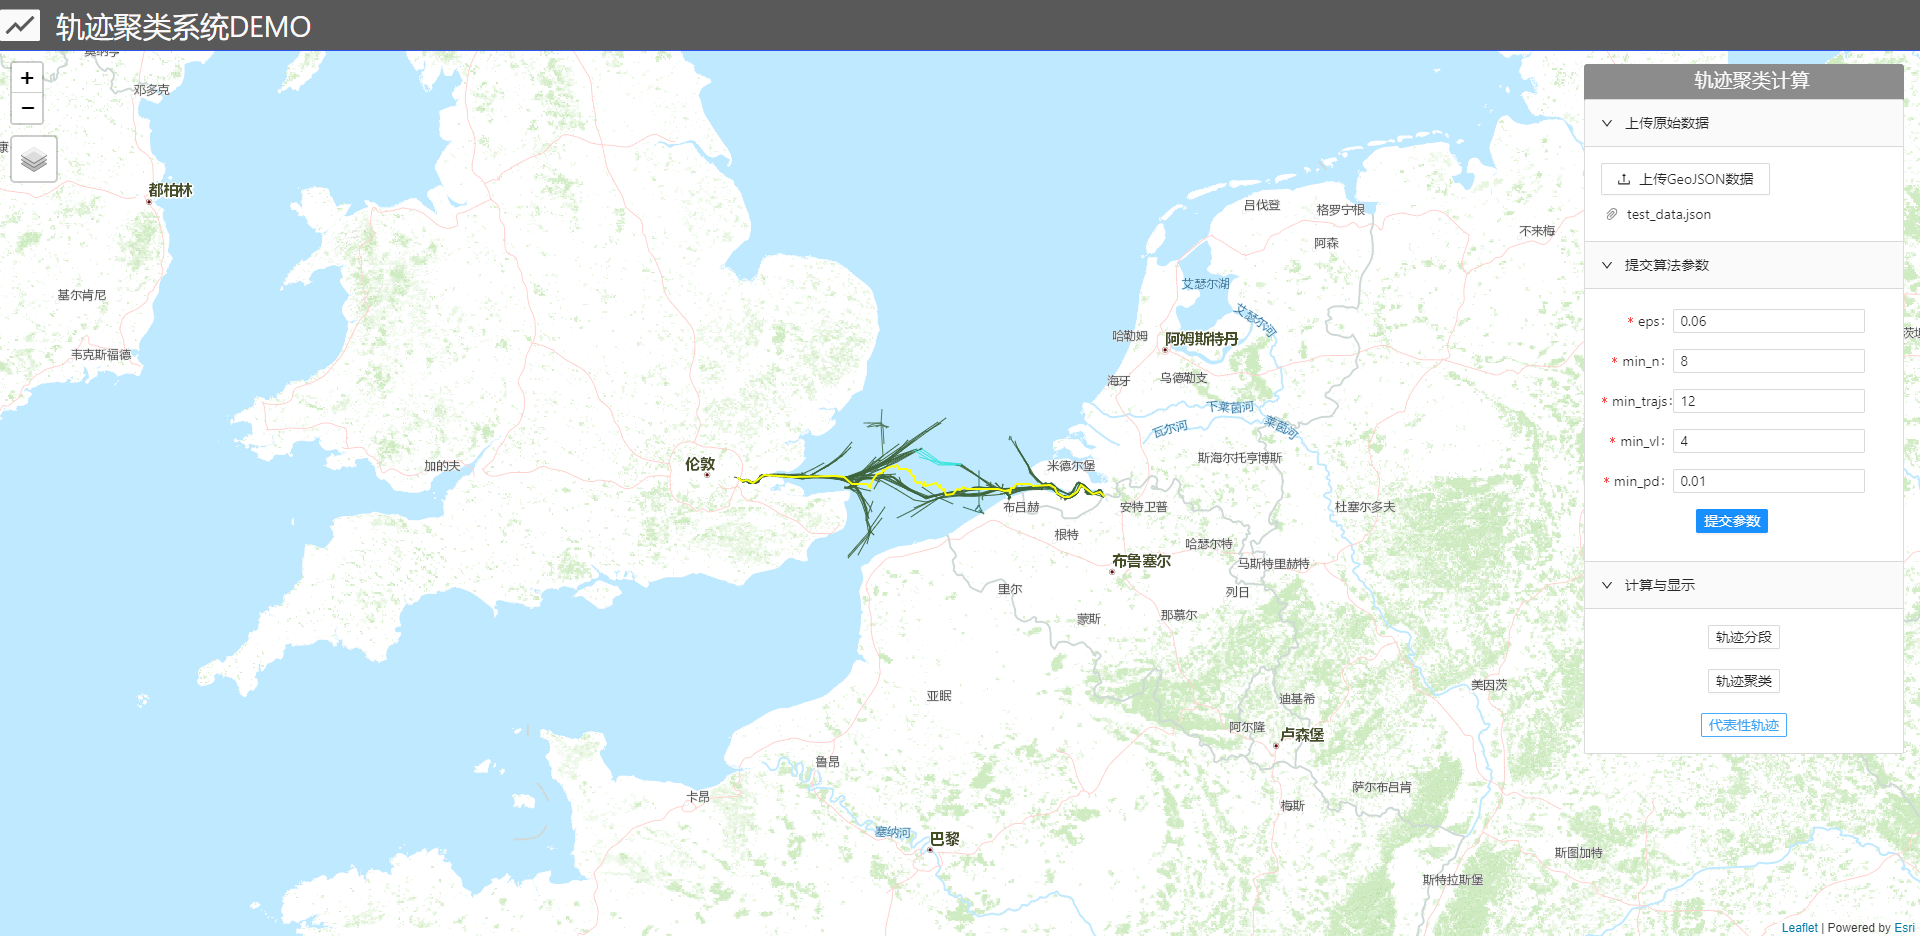 轨迹聚类系统DEMO
邓多克
+
−
都柏林
基尔肯尼
韦克斯福德
加的夫
伦敦
吕伐登
格罗宁根
阿森
不来梅
艾瑟尔湖
艾瑟尔河
哈勒姆
阿姆斯特丹
海牙
乌德勒支
下莱茵河
瓦尔河
莱茵河
米德尔堡
斯海尔托亨博斯
布吕赫
安特卫普
杜塞尔多夫
根特
哈瑟尔特
布鲁塞尔
马斯特里赫特
里尔
列日
蒙斯
那慕尔
亚眠
迪基希
美因茨
阿尔隆
卢森堡
鲁昂
卡昂
萨尔布吕肯
梅斯
塞纳河
巴黎
斯图加特
斯特拉斯堡
轨迹聚类计算
上传原始数据
上传GeoJSON数据
test_data.json
提交算法参数
* eps: 0.06
* min_n: 8
* min_trajs: 12
* min_vl: 4
* min_pd: 0.01
提交参数
计算与显示
轨迹分段
轨迹聚类
代表性轨迹
Leaflet | Powered by Esri